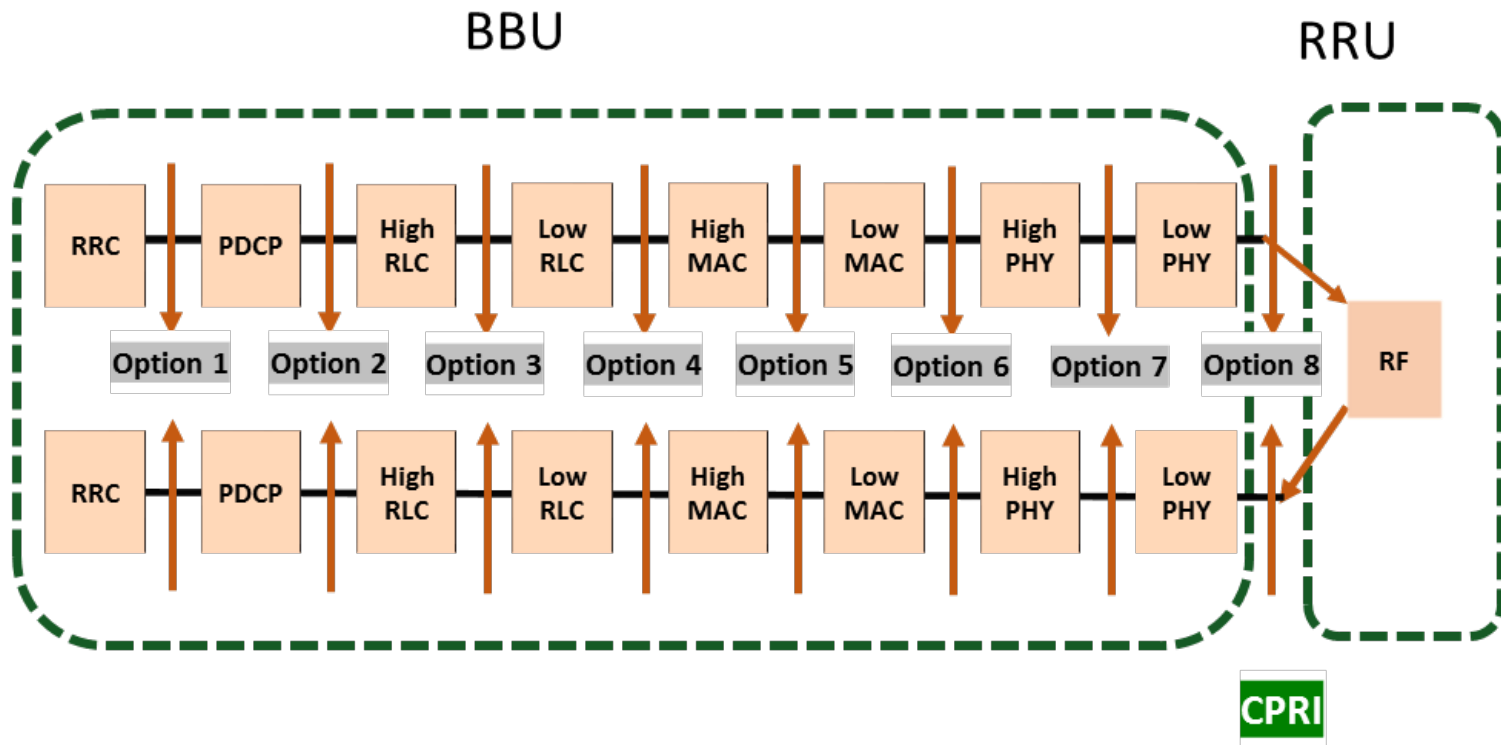 BBU
RRU
RRC
PDCP
High
RLC
Low
RLC
High
MAC
Low
MAC
High
PHY
Low
PHY
Option 1
Option 2
Option 3
Option 4
Option 5
Option 6
Option 7
Option 8
RF
RRC
PDCP
High
RLC
Low
RLC
High
MAC
Low
MAC
High
PHY
Low
PHY
CPRI